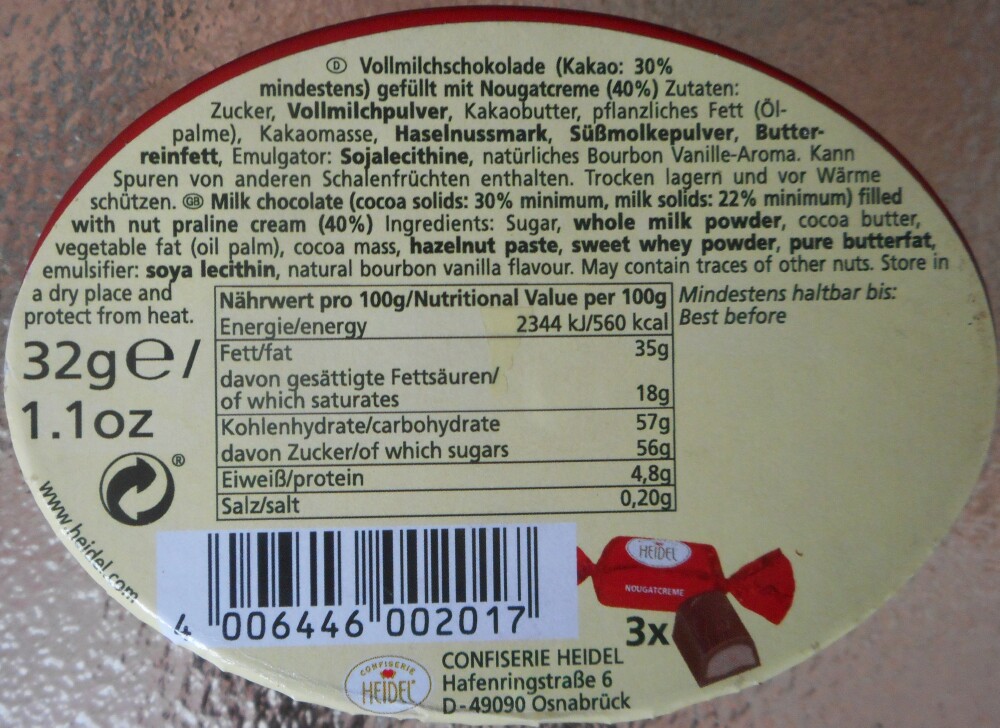 Ⓓ Vollmilchschokolade (Kakao: 30%
mindestens) gefüllt mit Nougatcreme (40%) Zutaten:
Zucker, Vollmilchpulver, Kakaobutter, pflanzliches Fett (Öl-
palme), Kakaomasse, Haselnussmark, Süßmolkepulver, Butter-
reinfett, Emulgator: Sojalecithine, natürliches Bourbon Vanille-Aroma. Kann
Spuren von anderen Schalenfrüchten enthalten. Trocken lagern und vor Wärme
schützen. GB Milk chocolate (cocoa solids: 30% minimum, milk solids: 22% minimum) filled
with nut praline cream (40%) Ingredients: Sugar, whole milk powder, cocoa butter,
vegetable fat (oil palm), cocoa mass, hazelnut paste, sweet whey powder, pure butterfat,
emulsifier: soya lecithin, natural bourbon vanilla flavour. May contain traces of other nuts. Store in
a dry place and
protect from heat.
32g e/
1.1oz
®
www.heidel.com
Nährwert pro 100g/Nutritional Value per 100g
Energie/energy 2344 kJ/560 kcal
Fett/fat 35g
davon gesättigte Fettsäuren/
of which saturates 18g
Kohlenhydrate/carbohydrate 57g
davon Zucker/of which sugars 56g
Eiweiß/protein 4,8g
Salz/salt 0,20g
Mindestens haltbar bis:
Best before
4 006446 002017
HEIDEL
NOUGATCREME
3x
CONFISERIE
HEIDEL
CONFISERIE HEIDEL
Hafenringstraße 6
D-49090 Osnabrück